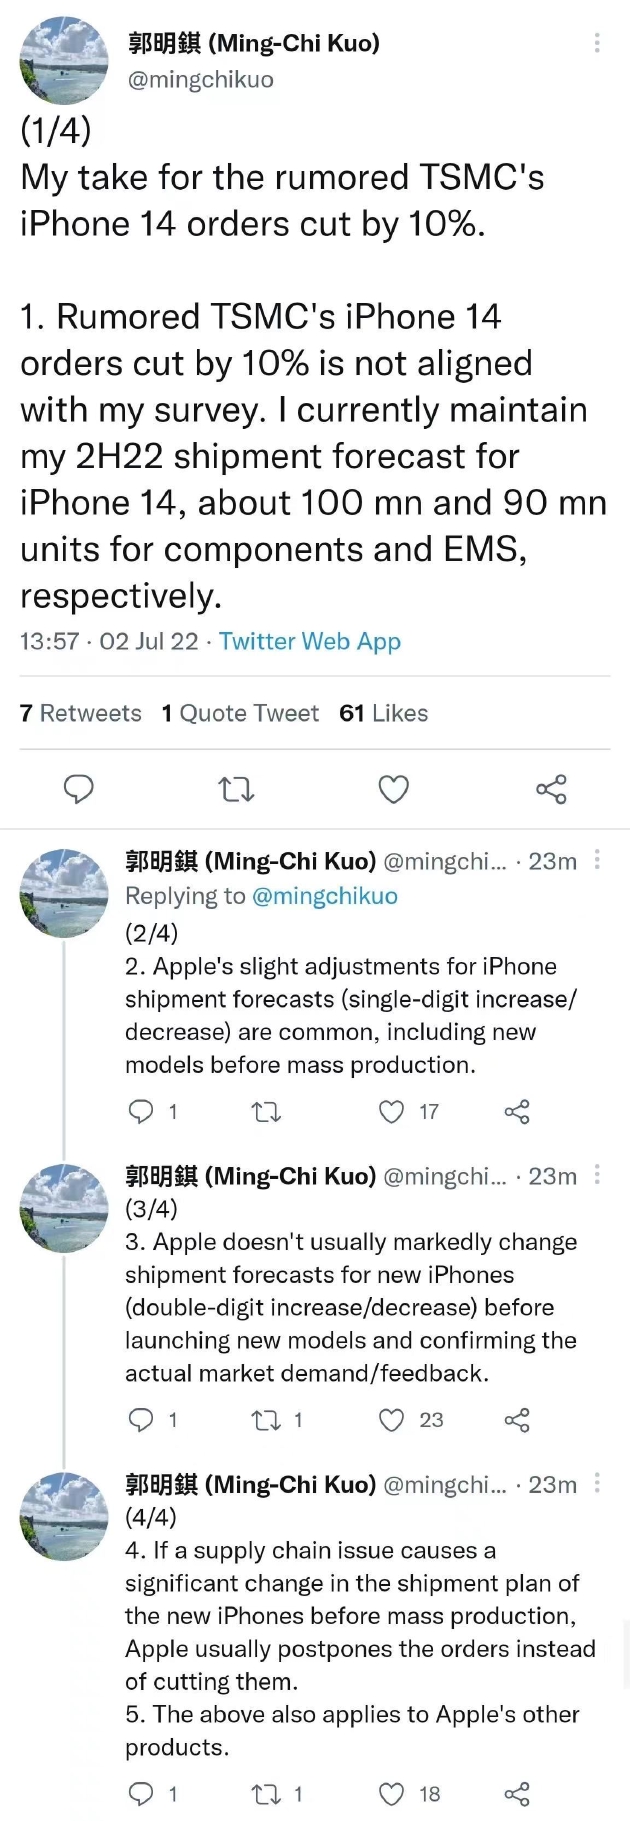 郭明錤 (Ming-Chi Kuo)
@mingchikuo
(1/4)
My take for the rumored TSMC's
iPhone 14 orders cut by 10%.
1. Rumored TSMC's iPhone 14
orders cut by 10% is not aligned
with my survey. I currently maintain
my 2H22 shipment forecast for
iPhone 14, about 100 mn and 90 mn
units for components and EMS,
respectively.
13:57 · 02 Jul 22 · Twitter Web App
7 Retweets 1 Quote Tweet 61 Likes
郭明錤 (Ming-Chi Kuo) @mingchi... · 23m
Replying to @mingchikuo
(2/4)
2. Apple's slight adjustments for iPhone
shipment forecasts (single-digit increase/
decrease) are common, including new
models before mass production.
1 17
郭明錤 (Ming-Chi Kuo) @mingchi... · 23m
(3/4)
3. Apple doesn't usually markedly change
shipment forecasts for new iPhones
(double-digit increase/decrease) before
launching new models and confirming the
actual market demand/feedback.
1 1 23
郭明錤 (Ming-Chi Kuo) @mingchi... · 23m
(4/4)
4. If a supply chain issue causes a
significant change in the shipment plan of
the new iPhones before mass production,
Apple usually postpones the orders instead
of cutting them.
5. The above also applies to Apple's other
products.
1 1 18